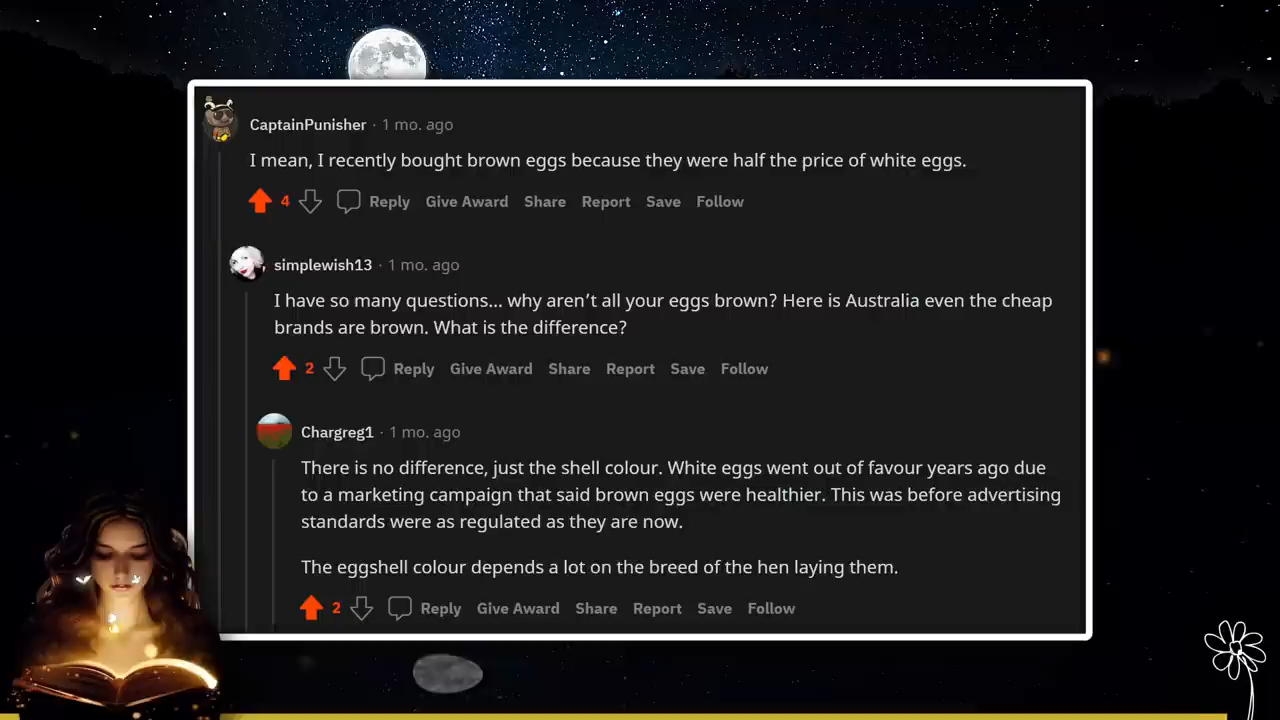 CaptainPunisher · 1 mo. ago
I mean, I recently bought brown eggs because they were half the price of white eggs.
4 Reply Give Award Share Report Save Follow
simplewish13 · 1 mo. ago
I have so many questions... why aren’t all your eggs brown? Here is Australia even the cheap
brands are brown. What is the difference?
2 Reply Give Award Share Report Save Follow
Chargreg1 · 1 mo. ago
There is no difference, just the shell colour. White eggs went out of favour years ago due
to a marketing campaign that said brown eggs were healthier. This was before advertising
standards were as regulated as they are now.
The eggshell colour depends a lot on the breed of the hen laying them.
2 Reply Give Award Share Report Save Follow